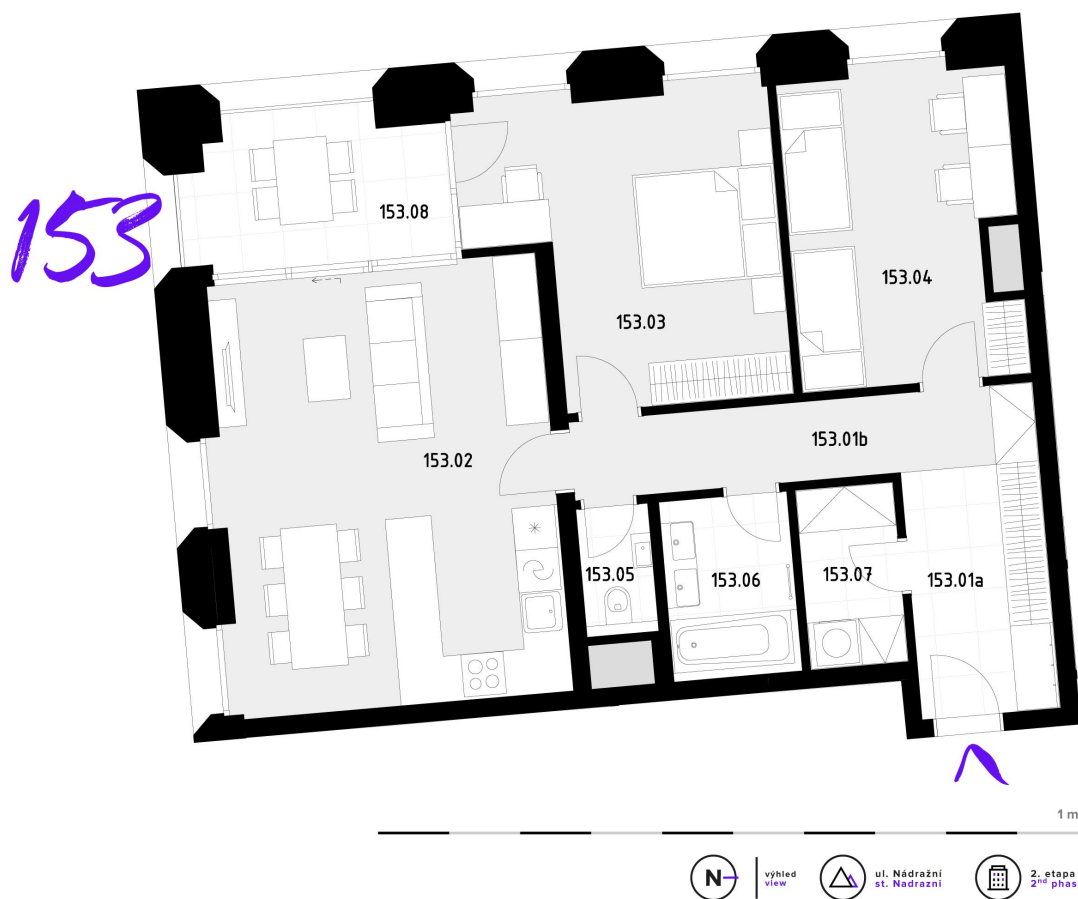 153
153.08
153.04
153.03
153.01b
153.02
153.05
153.06
153.07
153.01a
1 m
N
výhled
view
ul. Nádražní
st. Nadrazni
2. etapa
2nd phas